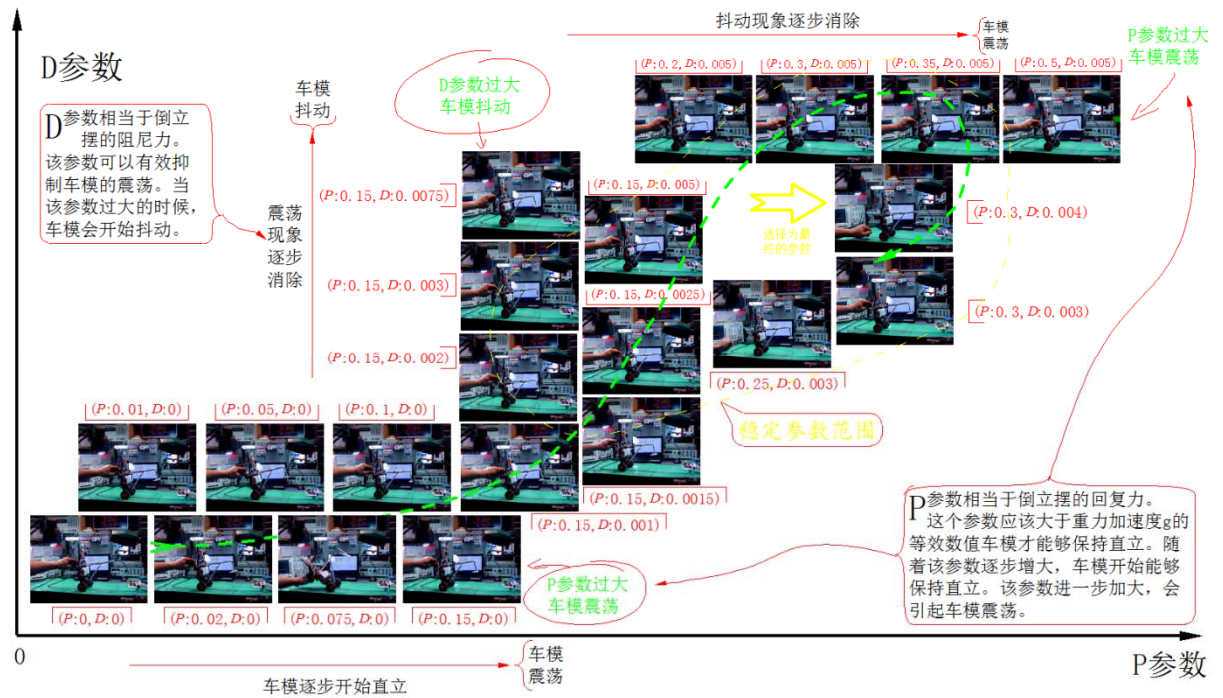 抖动现象逐步消除
车模
震荡
P参数过大
车模震荡
D参数
(P:0.2, D:0.005)
(P:0.3, D:0.005)
(P:0.35, D:0.005)
(P:0.5, D:0.005)
车模
抖动
D参数过大
车模抖动
D参数相当于倒立
摆的阻尼力。
该参数可以有效抑
制车模的震荡。当
该参数过大的时候，
车模会开始抖动。
震荡
现象
逐步
消除
(P:0.15, D:0.0075)
(P:0.15, D:0.005)
(P:0.3, D:0.004)
选择为最
终的参数
(P:0.15, D:0.003)
(P:0.15, D:0.0025)
(P:0.3, D:0.003)
(P:0.15, D:0.002)
(P:0.25, D:0.003)
稳定参数范围
(P:0.01, D:0)
(P:0.05, D:0)
(P:0.1, D:0)
(P:0.15, D:0.0015)
(P:0.15, D:0.001)
P参数相当于倒立摆的回复力。
这个参数应该大于重力加速度g的
等效数值车模才能够保持直立。随
着该参数逐步增大，车模开始能够
保持直立。该参数进一步加大，会
引起车模震荡。
P参数过大
车模震荡
(P:0, D:0)
(P:0.02, D:0)
(P:0.075, D:0)
(P:0.15, D:0)
0
P参数
车模逐步开始直立
车模
震荡